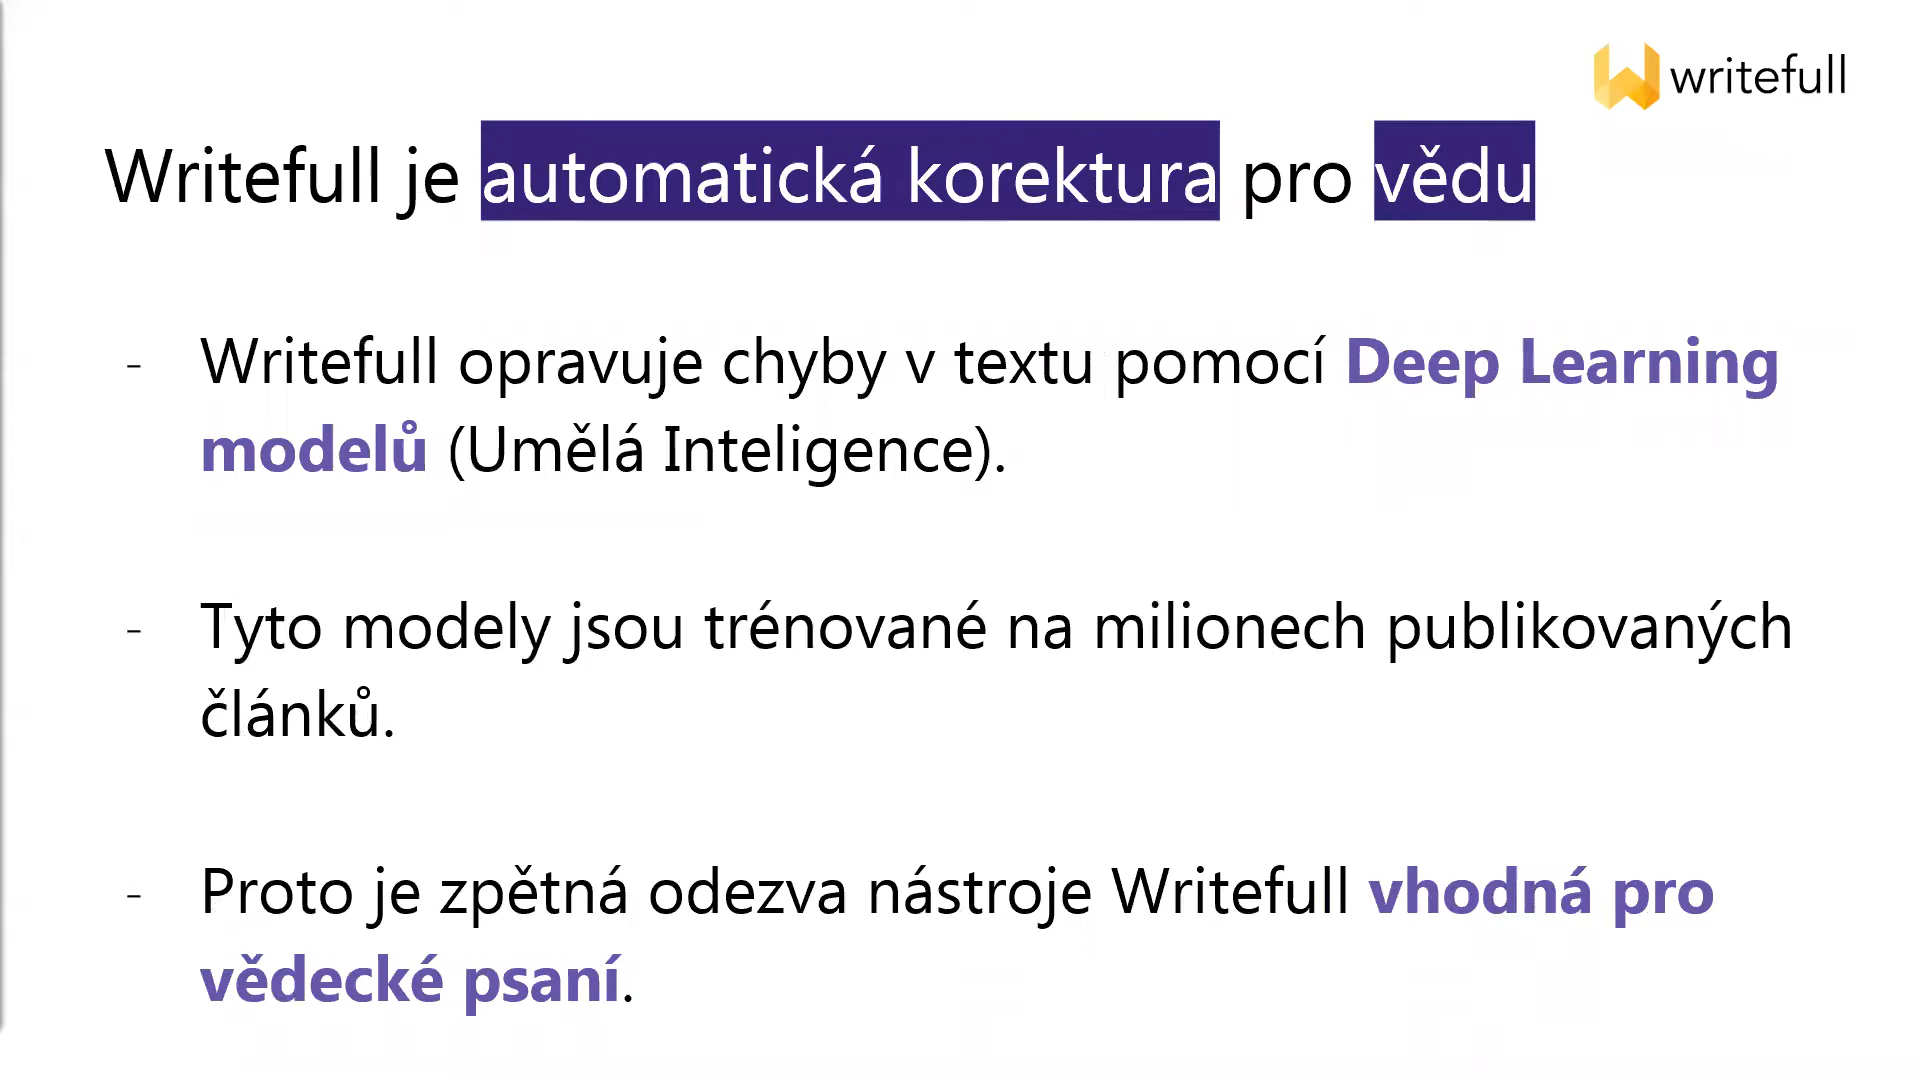 writefull
Writefull je automatická korektura pro vědu
- Writefull opravuje chyby v textu pomocí Deep Learning
modelů (Umělá Inteligence).
- Tyto modely jsou trénované na milionech publikovaných
článků.
- Proto je zpětná odezva nástroje Writefull vhodná pro
vědecké psaní.